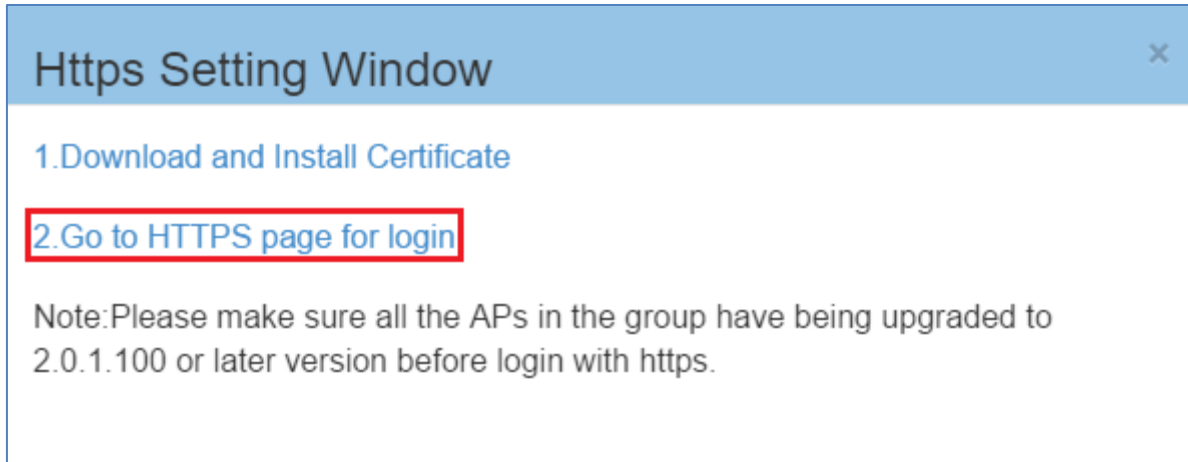 Https Setting Window
×
1.Download and Install Certificate
2.Go to HTTPS page for login
Note:Please make sure all the APs in the group have being upgraded to
2.0.1.100 or later version before login with https.